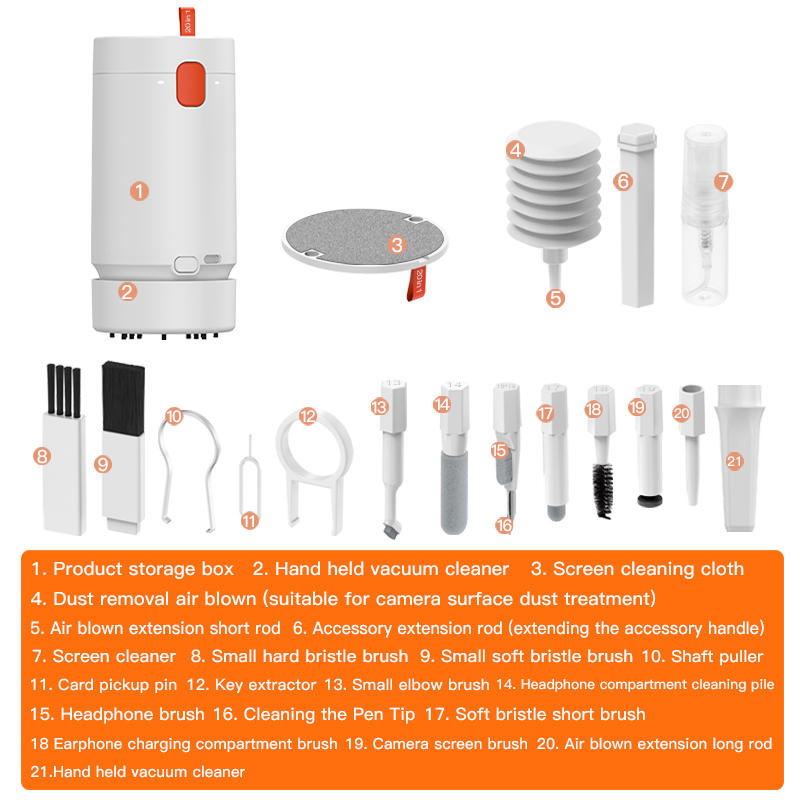 20 in 1
1
2
3
20 in 1
4
5
6
7
8
9
10
11
12
13
13
14
14
15
16
17
18
19
20
21
1. Product storage box 2. Hand held vacuum cleaner 3. Screen cleaning cloth
4. Dust removal air blown (suitable for camera surface dust treatment)
5. Air blown extension short rod 6. Accessory extension rod (extending the accessory handle)
7. Screen cleaner 8. Small hard bristle brush 9. Small soft bristle brush 10. Shaft puller
11. Card pickup pin 12. Key extractor 13. Small elbow brush 14. Headphone compartment cleaning pile
15. Headphone brush 16. Cleaning the Pen Tip 17. Soft bristle short brush
18 Earphone charging compartment brush 19. Camera screen brush 20. Air blown extension long rod
21.Hand held vacuum cleaner